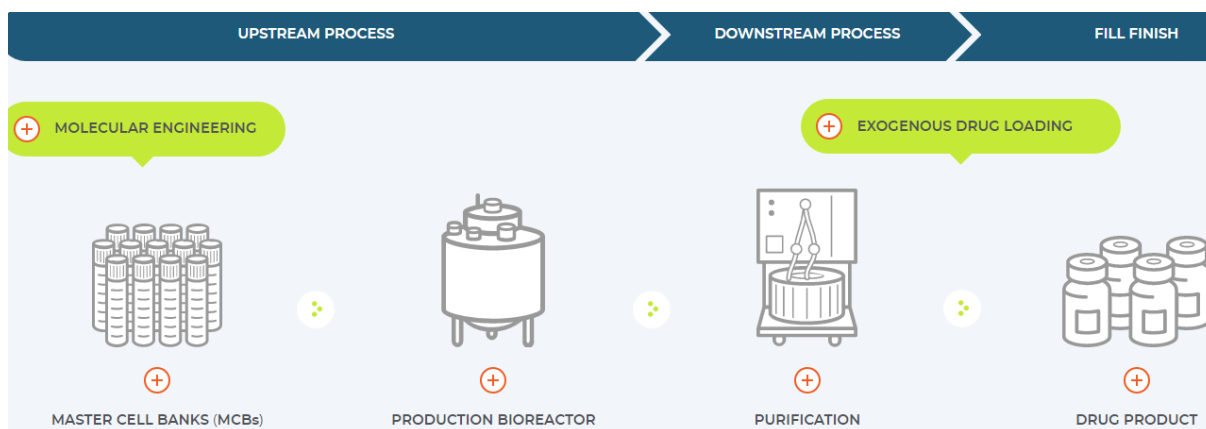 UPSTREAM PROCESS
DOWNSTREAM PROCESS
FILL FINISH
MOLECULAR ENGINEERING
EXOGENOUS DRUG LOADING
MASTER CELL BANKS (MCBs)
PRODUCTION BIOREACTOR
PURIFICATION
DRUG PRODUCT